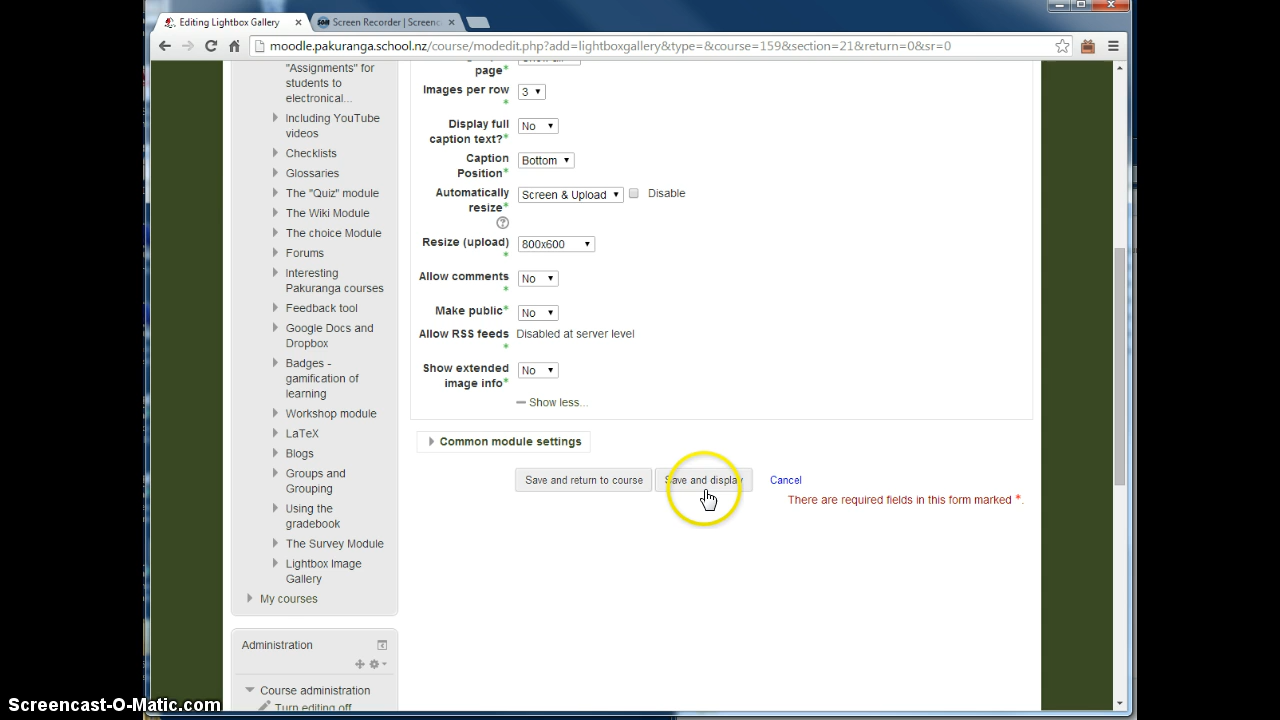 Editing Lightbox Gallery
Screen Recorder | Screenc
moodle.pakuranga.school.nz/course/modedit.php?add=lightboxgallery&type=&course=159&section=21&return=0&sr=0
"Assignments" for
students to
electronical...
Including YouTube
videos
Checklists
Glossaries
The "Quiz" module
The Wiki Module
The choice Module
Forums
Interesting
Pakuranga courses
Feedback tool
Google Docs and
Dropbox
Badges -
gamification of
learning
Workshop module
LaTeX
Blogs
Groups and
Grouping
Using the
gradebook
The Survey Module
Lightbox Image
Gallery
My courses
Administration
Course administration
Turn editing off
page*
Images per row
* 3
Display full
caption text?* No
Caption
Position* Bottom
Automatically
resize* Screen & Upload Disable
Resize (upload)
* 800x600
Allow comments
* No
Make public* No
Allow RSS feeds Disabled at server level
*
Show extended
image info* No
Show less...
Common module settings
Save and return to course Save and display Cancel
There are required fields in this form marked *.
Screencast-O-Matic.com